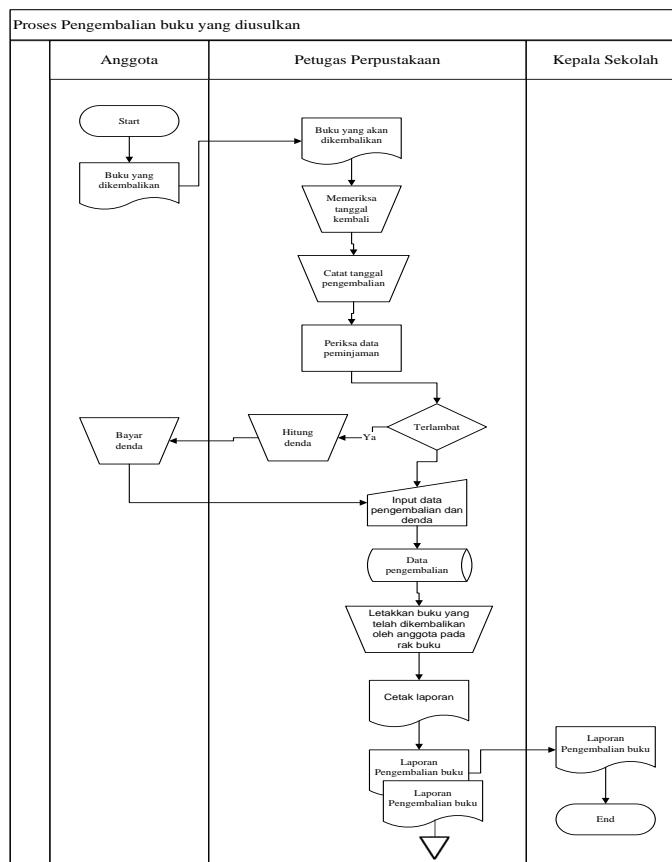 Proses Pengembalian buku yang diusulkan
Anggota
Petugas Perpustakaan
Kepala Sekolah
Start
Buku yang
dikembalikan
Buku yang akan
dikembalikan
Memeriksa
tanggal
kembali
Catat tanggal
pengembalian
Periksa data
peminjaman
Terlambat
Ya
Hitung
denda
Bayar
denda
Input data
pengembalian dan
denda
Data
pengembalian
Letakkan buku yang
telah dikembalikan
oleh anggota pada
rak buku
Cetak laporan
Laporan
Pengembalian buku
Laporan
Pengembalian buku
Laporan
Pengembalian buku
End